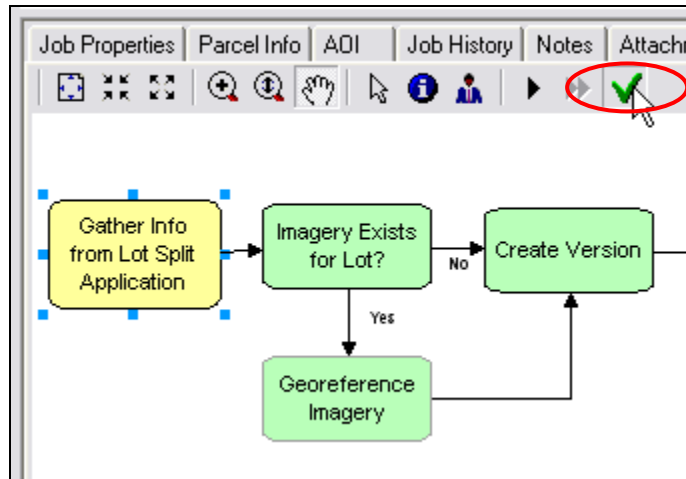 Job Properties
Parcel Info
AOI
Job History
Notes
Attachm
Gather Info
from Lot Split
Application
Imagery Exists
for Lot?
No
Create Version
Yes
Georeference
Imagery